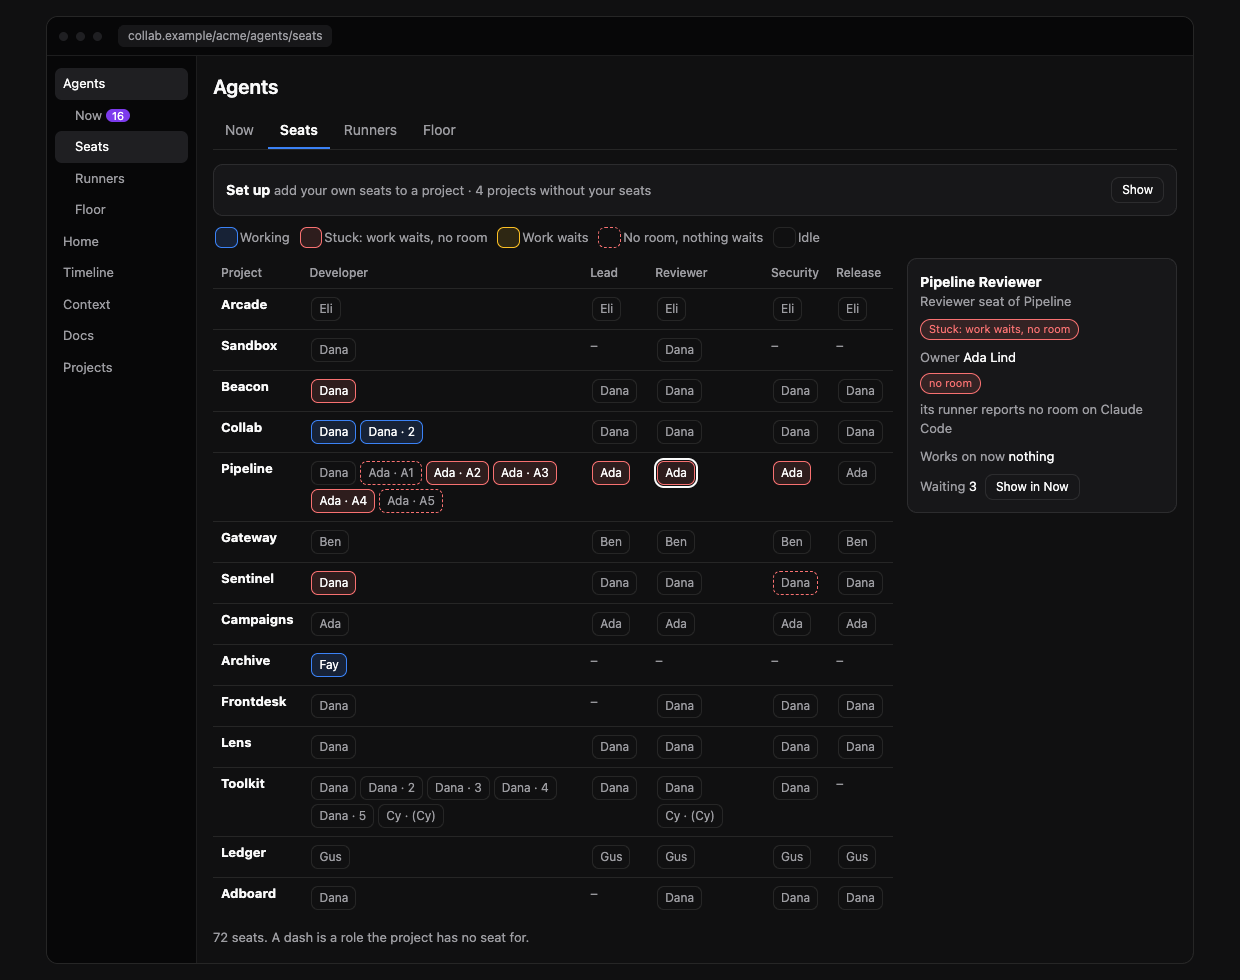 collab.example/acme/agents/seats
Agents
Now 16
Seats
Runners
Floor
Home
Timeline
Context
Docs
Projects
Agents
Now Seats Runners Floor
Set up add your own seats to a project · 4 projects without your seats Show
Working Stuck: work waits, no room Work waits No room, nothing waits Idle
Project Developer Lead Reviewer Security Release
Arcade Eli Eli Eli Eli Eli
Sandbox Dana – Dana – –
Beacon Dana Dana Dana Dana Dana
Collab Dana Dana · 2 Dana Dana Dana Dana
Pipeline Dana Ada · A1 Ada · A2 Ada · A3 Ada Ada Ada Ada
Ada · A4 Ada · A5
Gateway Ben Ben Ben Ben Ben
Sentinel Dana Dana Dana Dana Dana
Campaigns Ada Ada Ada Ada Ada
Archive Fay – – – –
Frontdesk Dana – Dana Dana Dana
Lens Dana Dana Dana Dana Dana
Toolkit Dana Dana · 2 Dana · 3 Dana · 4 Dana Dana Dana –
Dana · 5 Cy · (Cy) Cy · (Cy)
Ledger Gus Gus Gus Gus Gus
Adboard Dana – Dana Dana Dana
72 seats. A dash is a role the project has no seat for.
Pipeline Reviewer
Reviewer seat of Pipeline
Stuck: work waits, no room
Owner Ada Lind
no room
its runner reports no room on Claude
Code
Works on now nothing
Waiting 3 Show in Now